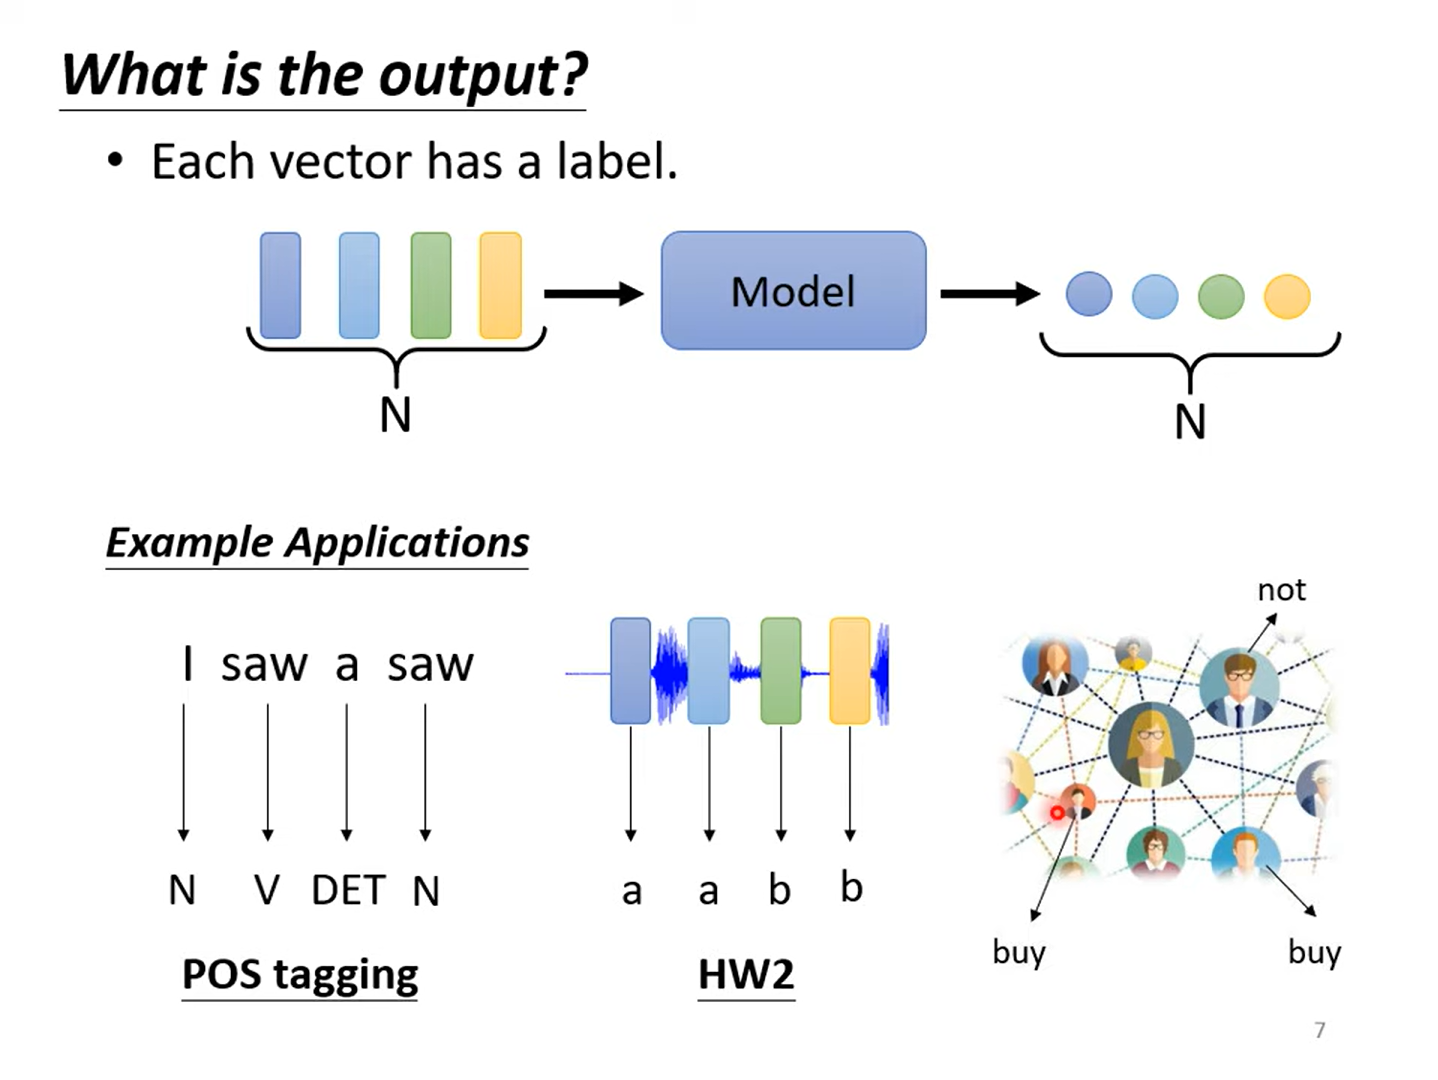 What is the output?
• Each vector has a label.
Model
N
N
Example Applications
I saw a saw
N V DET N
POS tagging
a a b b
HW2
not
buy
buy
7